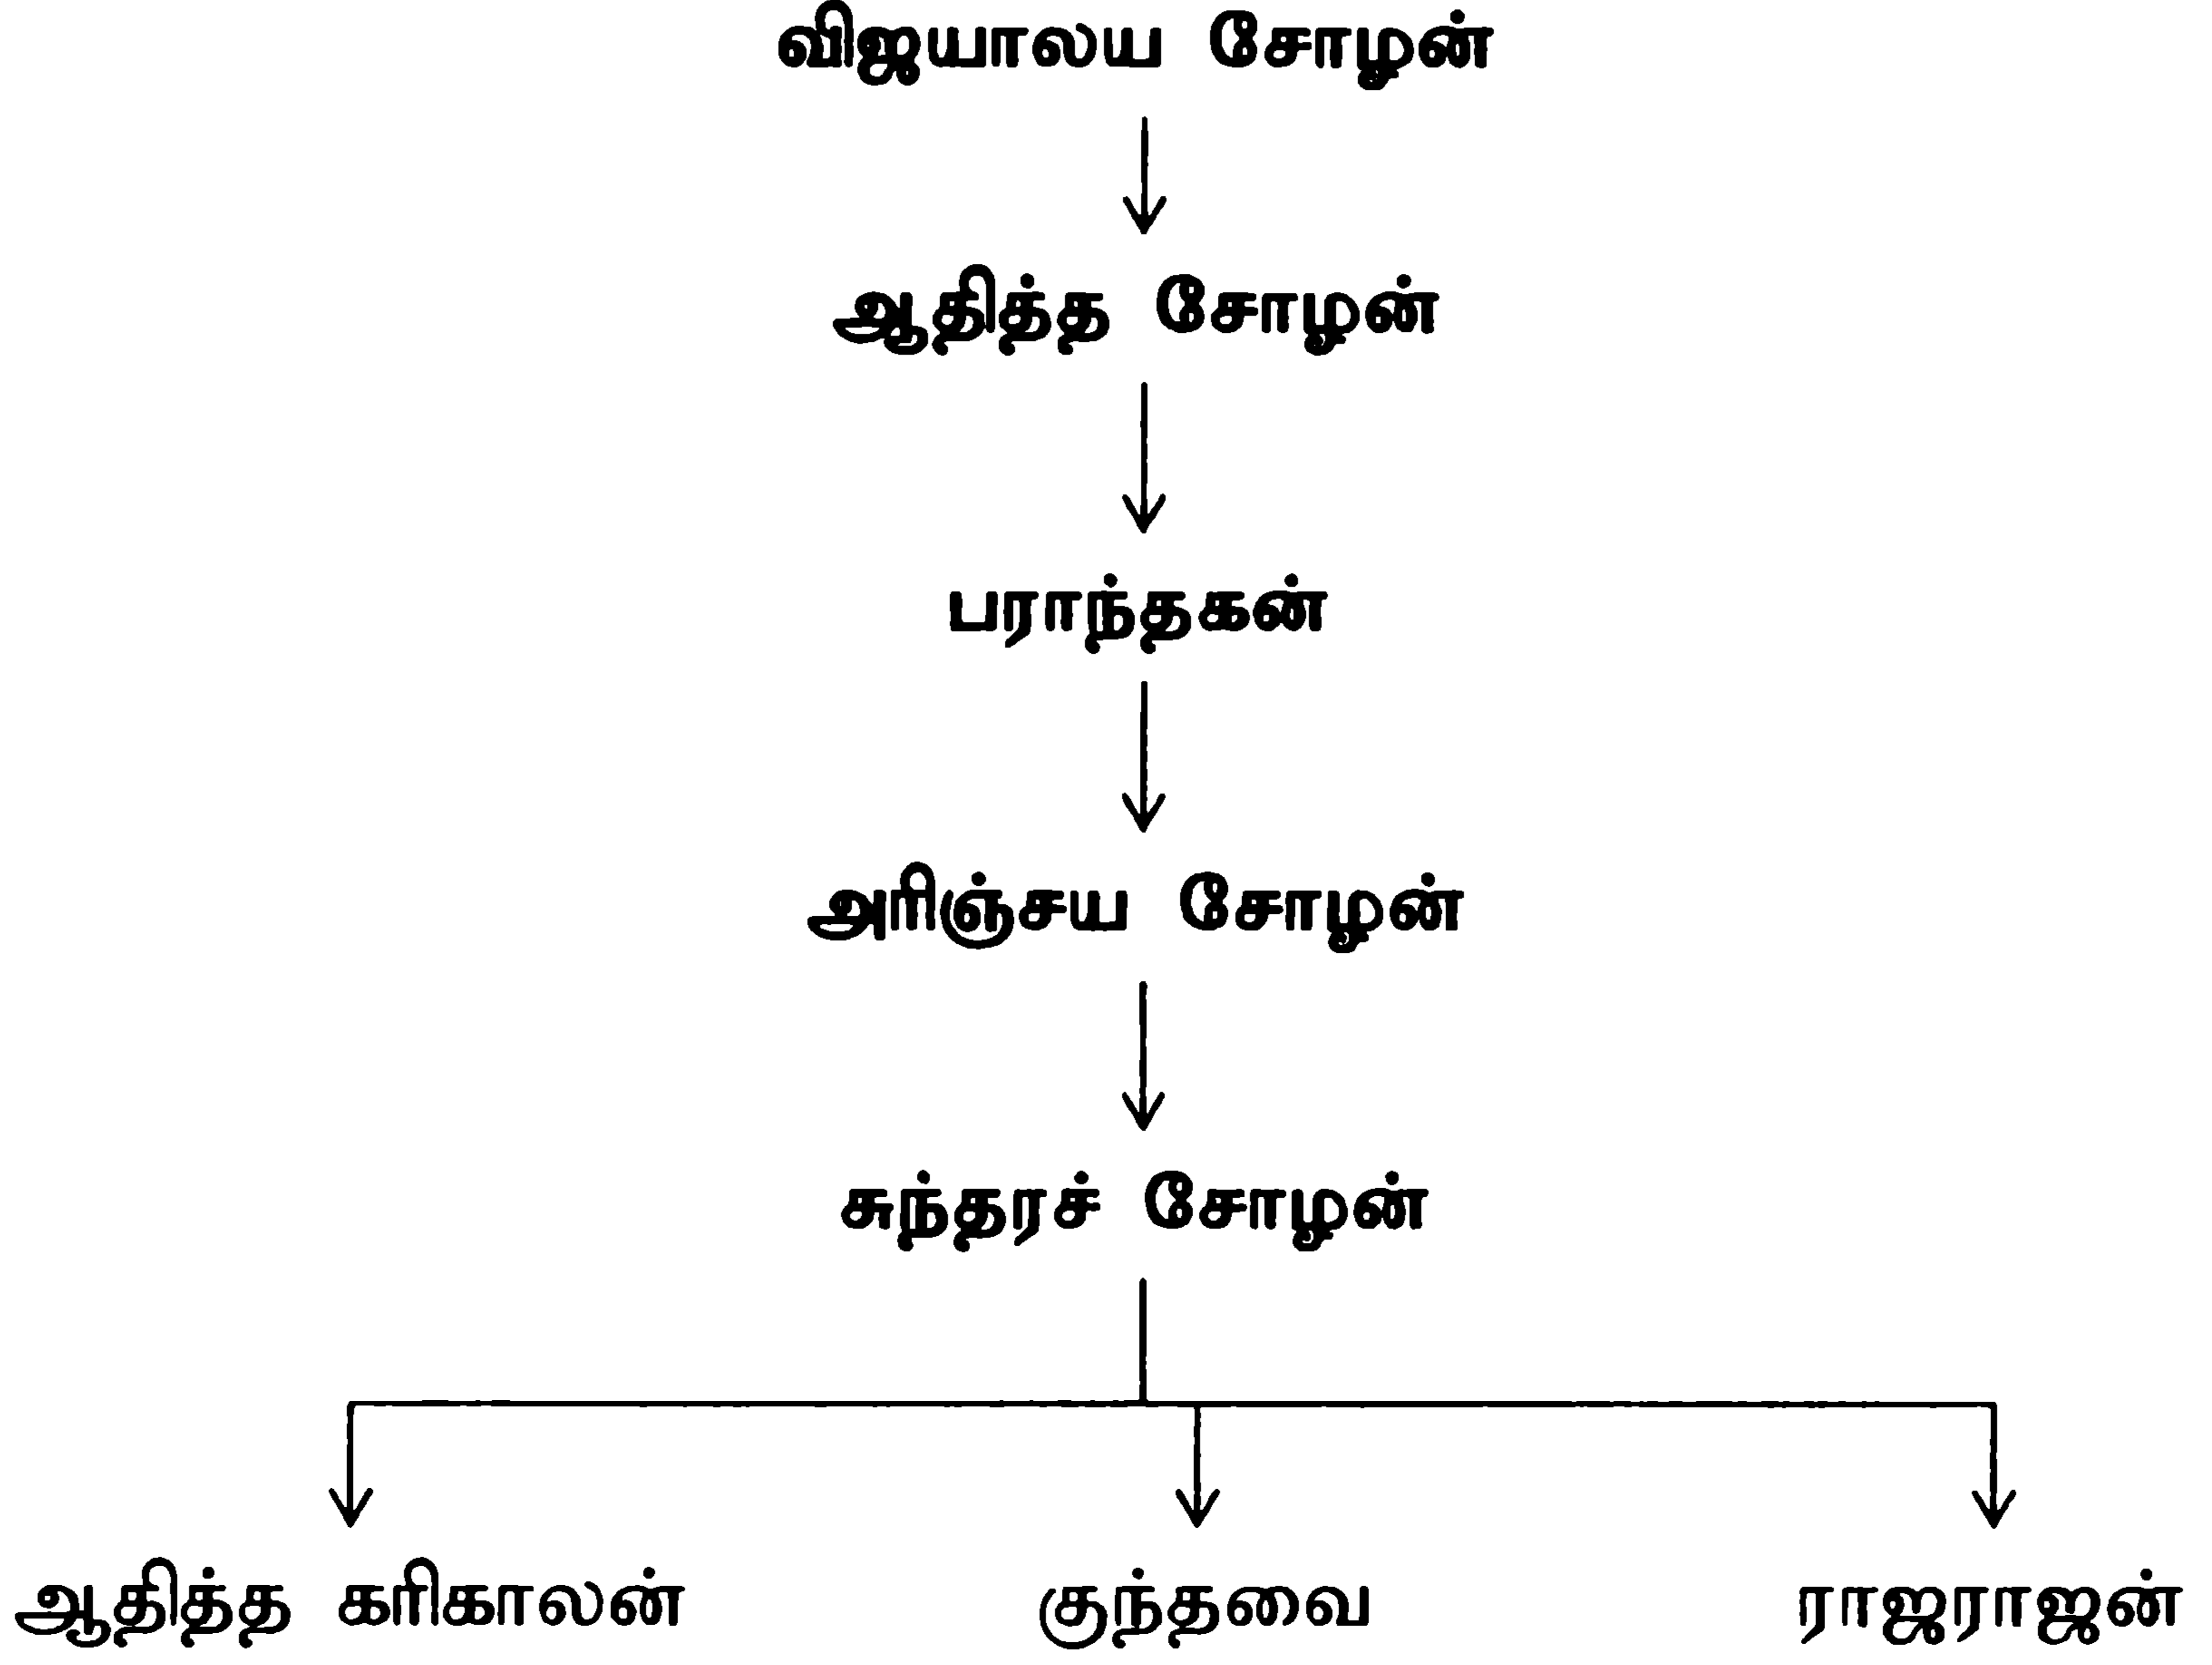 விஜயாலய சோழன்
ஆதித்த சோழன்
பராந்தகன்
அரிஞ்சய சோழன்
சுந்தரச் சோழன்
ஆதித்த கரிகாலன் குந்தவை ராஜராஜன்